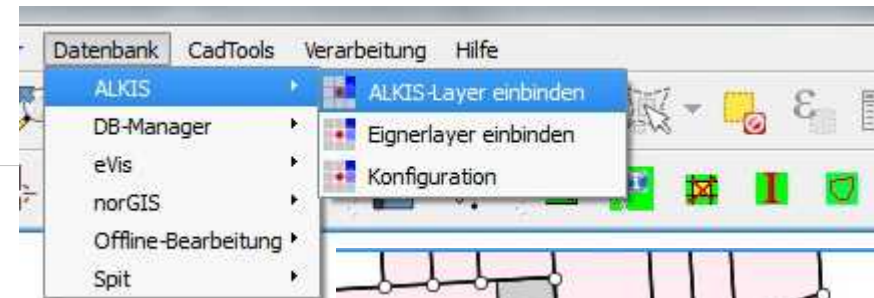 Datenbank CadTools Verarbeitung Hilfe
ALKIS ALKIS-Layer einbinden
DB-Manager Eignerlayer einbinden
eVis Konfiguration
norGIS
Offline-Bearbeitung
Spit